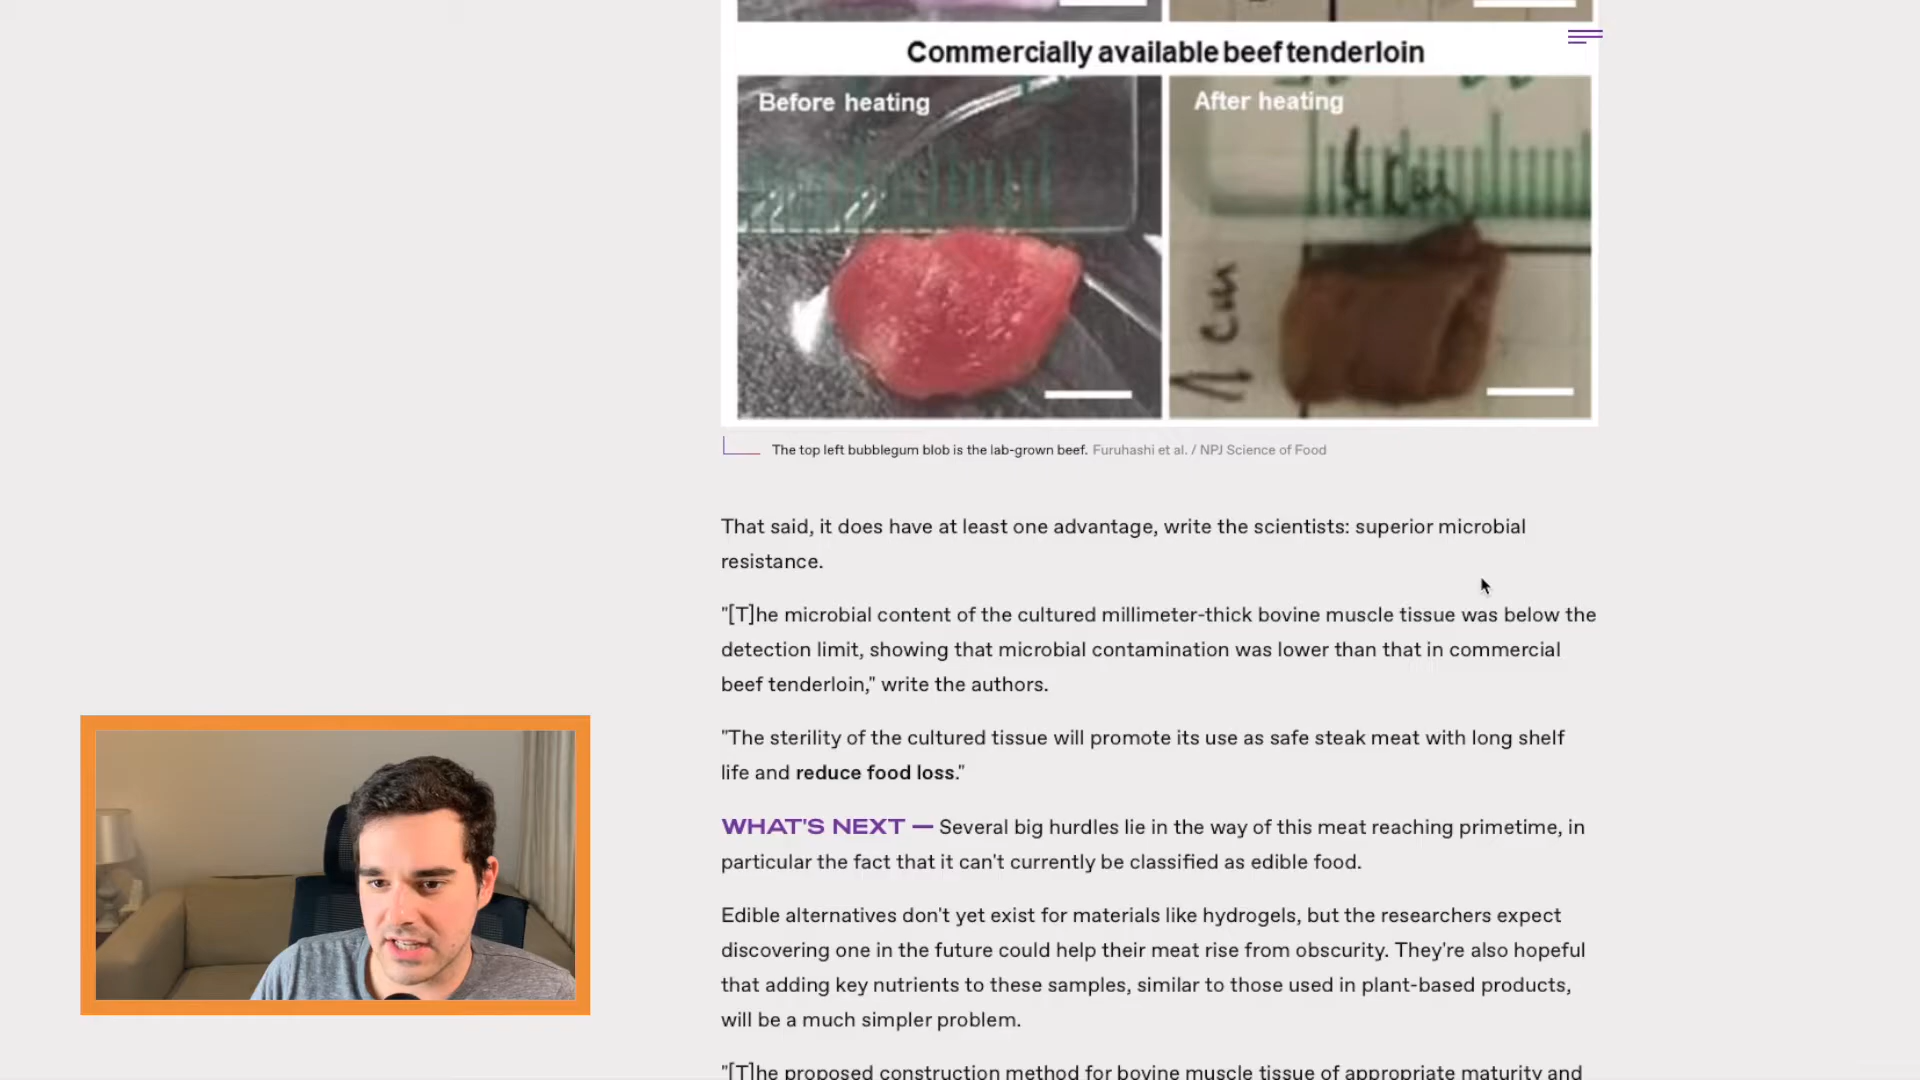 Commercially available beef tenderloin
Before heating
After heating
1 cm
The top left bubblegum blob is the lab-grown beef. Furuhashi et al. / NPJ Science of Food
That said, it does have at least one advantage, write the scientists: superior microbial
resistance.
"[T]he microbial content of the cultured millimeter-thick bovine muscle tissue was below the
detection limit, showing that microbial contamination was lower than that in commercial
beef tenderloin," write the authors.
"The sterility of the cultured tissue will promote its use as safe steak meat with long shelf
life and reduce food loss."
WHAT'S NEXT — Several big hurdles lie in the way of this meat reaching primetime, in
particular the fact that it can't currently be classified as edible food.
Edible alternatives don't yet exist for materials like hydrogels, but the researchers expect
discovering one in the future could help their meat rise from obscurity. They're also hopeful
that adding key nutrients to these samples, similar to those used in plant-based products,
will be a much simpler problem.
"[T]he proposed construction method for bovine muscle tissue of appropriate maturity and